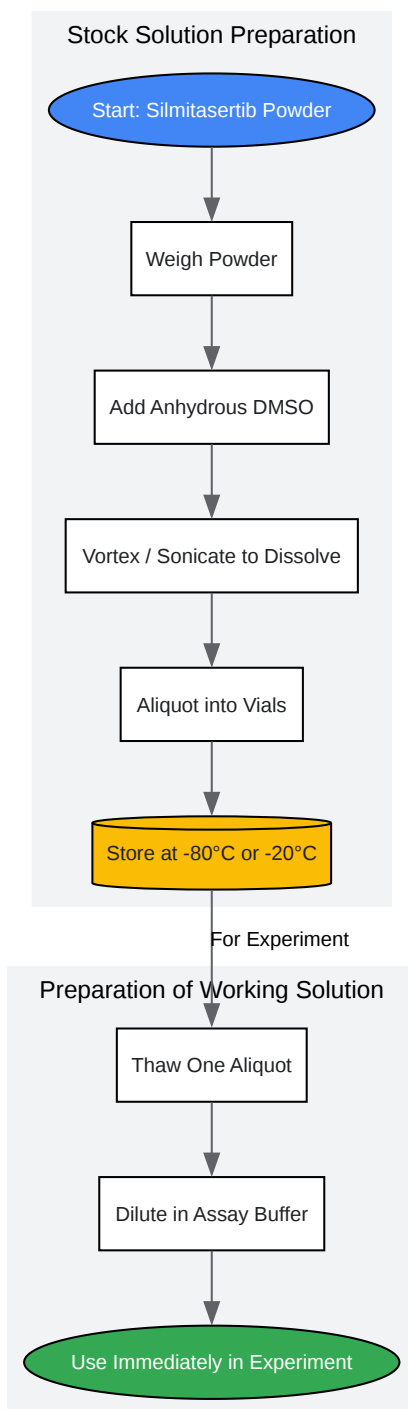 Stock Solution Preparation
Start: Silmitasertib Powder
Weigh Powder
Add Anhydrous DMSO
Vortex / Sonicate to Dissolve
Aliquot into Vials
Store at -80°C or -20°C
For Experiment
Preparation of Working Solution
Thaw One Aliquot
Dilute in Assay Buffer
Use Immediately in Experiment